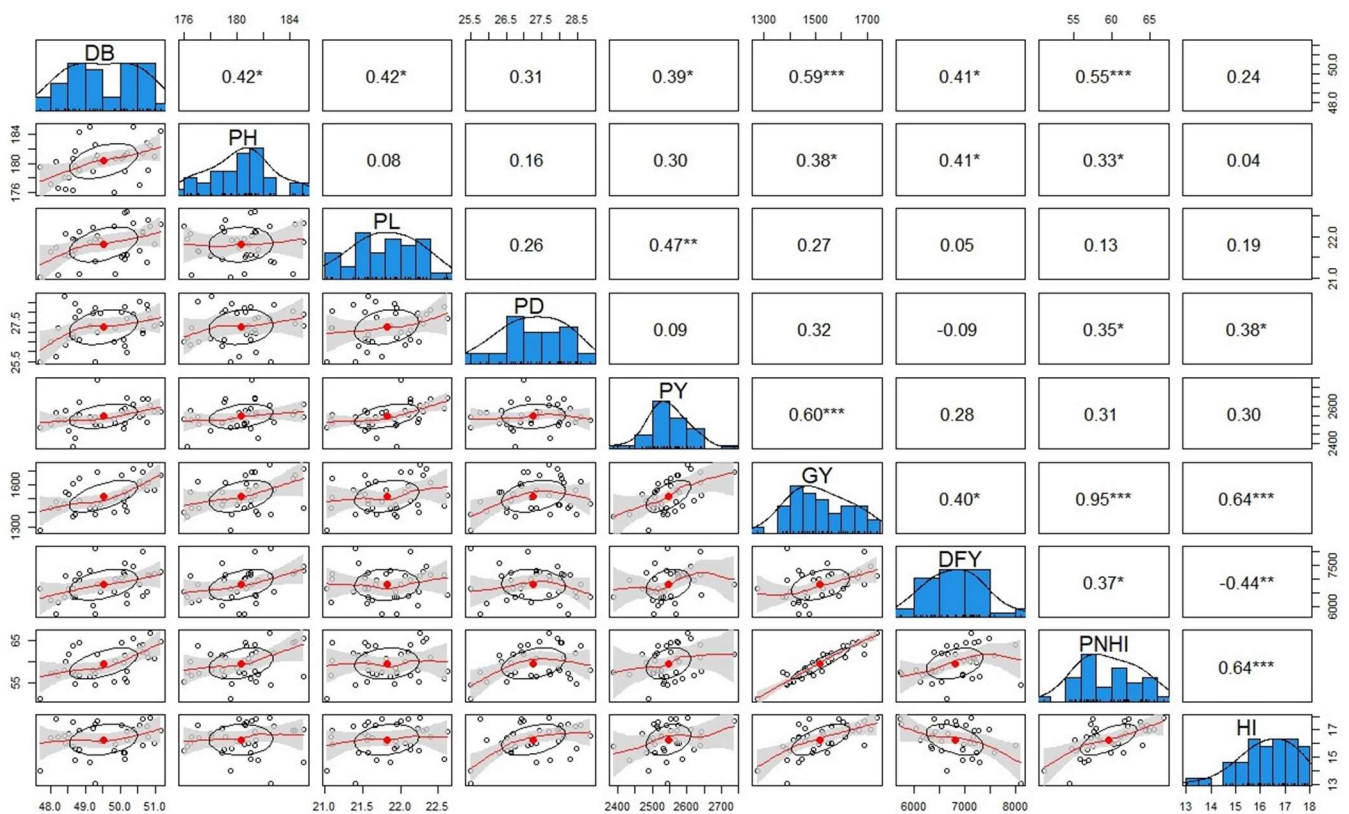 176 180 184 25.5 26.5 27.5 28.5 1300 1500 1700 55 60 65
DB 0.42* 0.42* 0.31 0.39* 0.59*** 0.41* 0.55*** 0.24 48.0 50.0
176 180 184 PH 0.08 0.16 0.30 0.38* 0.41* 0.33* 0.04
PL 0.26 0.47** 0.27 0.05 0.13 0.19 21.0 22.0
25.5 27.5 PD 0.09 0.32 -0.09 0.35* 0.38*
PY 0.60*** 0.28 0.31 0.30 2400 2600
1300 1600 GY 0.40* 0.95*** 0.64***
DFY 0.37* -0.44** 6000 7500
55 65 PNHI 0.64***
HI 13 15 17
48.0 49.0 50.0 51.0 21.0 21.5 22.0 22.5 2400 2500 2600 2700 6000 7000 8000 13 14 15 16 17 18